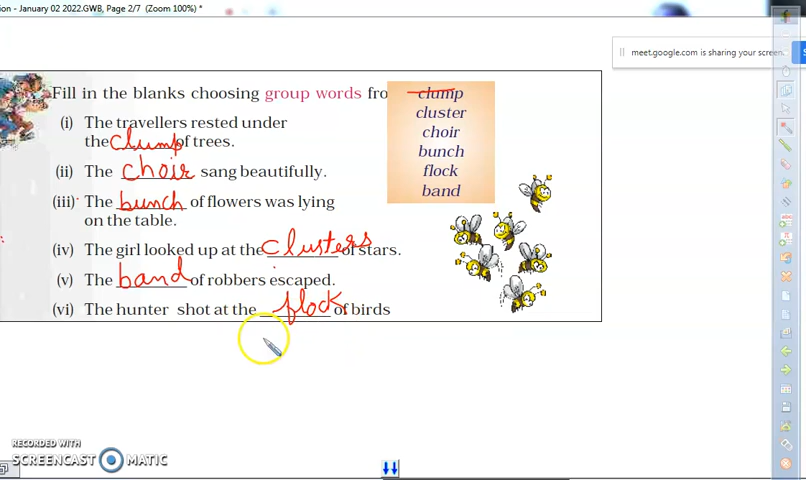 ion - January 02 2022.GWB, Page 2/7 (Zoom 100%) *
meet.google.com is sharing your screen.
Fill in the blanks choosing group words fro
clump
cluster
choir
bunch
flock
band
(i) The travellers rested under
the clump of trees.
(ii) The choir sang beautifully.
(iii) The bunch of flowers was lying
on the table.
(iv) The girl looked up at the clusters of stars.
(v) The band of robbers escaped.
(vi) The hunter shot at the flock of birds
RECORDED WITH
SCREENCAST MATIC